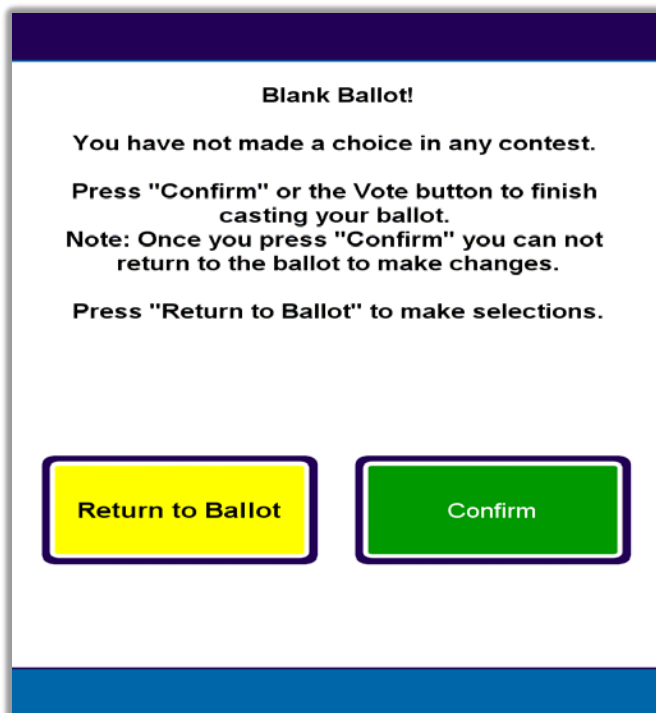 Blank Ballot!
You have not made a choice in any contest.
Press "Confirm" or the Vote button to finish
casting your ballot.
Note: Once you press "Confirm" you can not
return to the ballot to make changes.
Press "Return to Ballot" to make selections.
Return to Ballot
Confirm